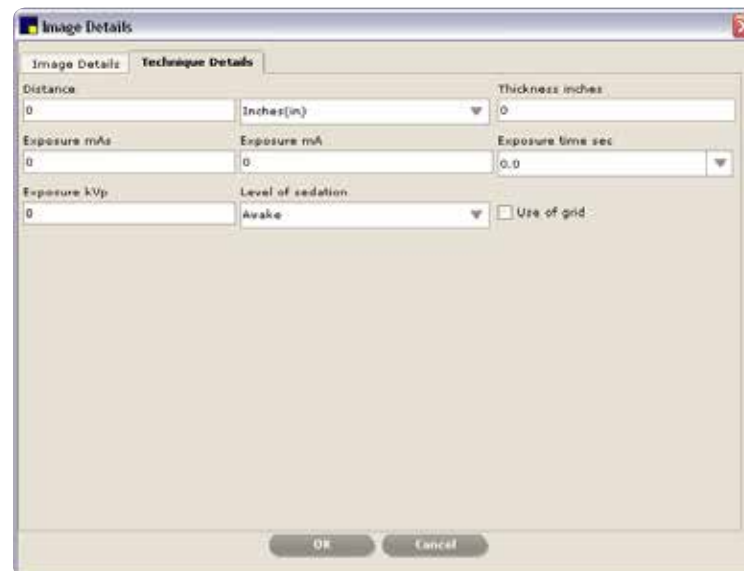 Image Details
Image Details Technique Details
Distance Thickness inches
0 Inches(in) 0
Exposure mAs Exposure mA Exposure time sec
0 0 0.0
Exposure kVp Level of sedation
0 Awake Use of grid
OK Cancel